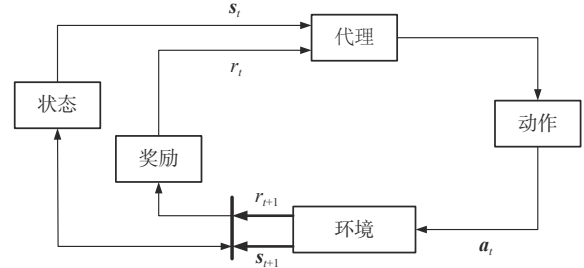 s_t
代理
r_t
状态
动作
奖励
r_{t+1}
环境
a_t
s_{t+1}